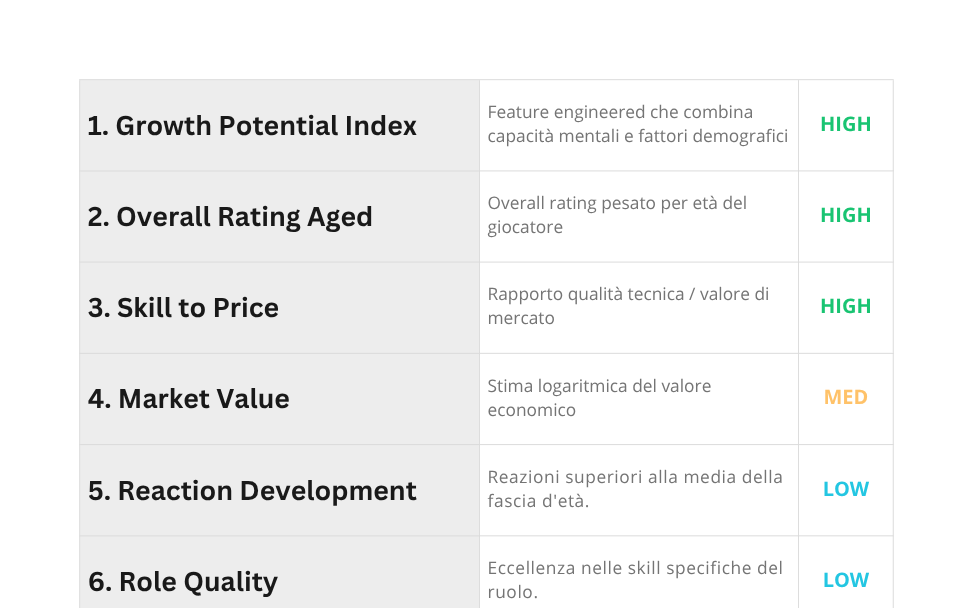 1. Growth Potential Index
Feature engineered che combina
capacità mentali e fattori demografici
HIGH
2. Overall Rating Aged
Overall rating pesato per età del
giocatore
HIGH
3. Skill to Price
Rapporto qualità tecnica / valore di
mercato
HIGH
4. Market Value
Stima logaritmica del valore
economico
MED
5. Reaction Development
Reazioni superiori alla media della
fascia d'età.
LOW
6. Role Quality
Eccellenza nelle skill specifiche del
ruolo.
LOW